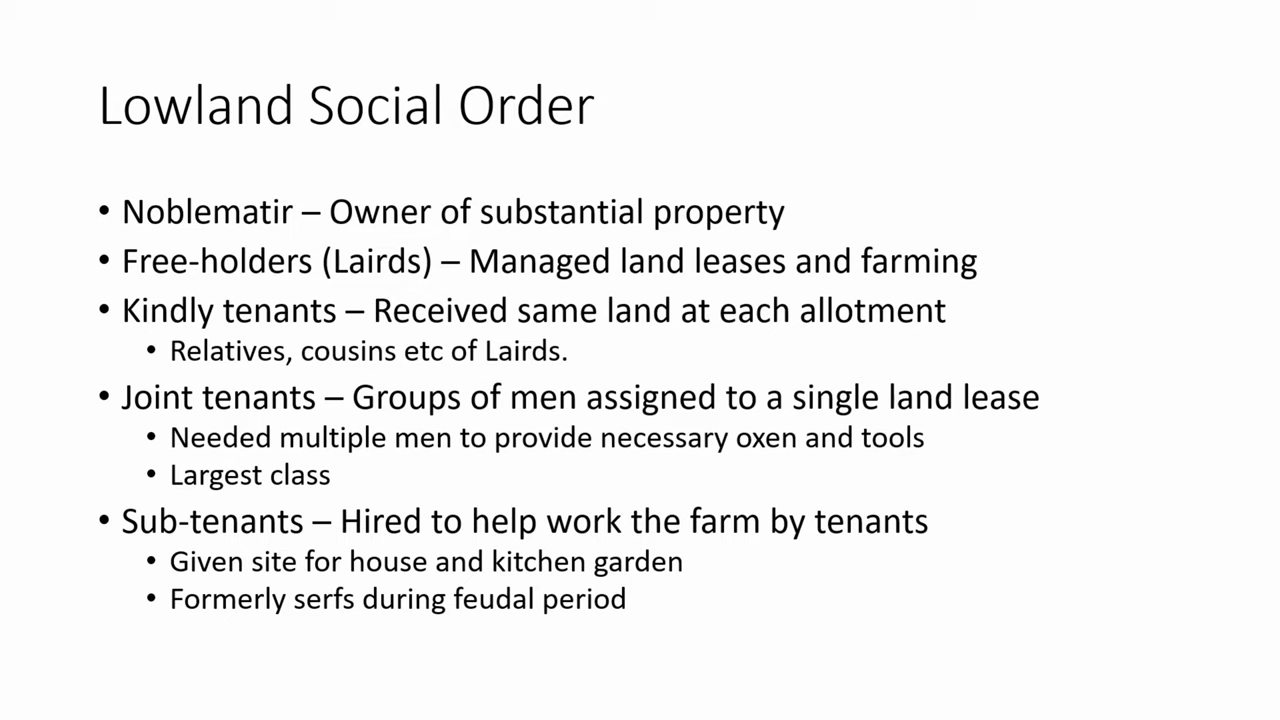 Lowland Social Order
• Noblematir – Owner of substantial property
• Free-holders (Lairds) – Managed land leases and farming
• Kindly tenants – Received same land at each allotment
• Relatives, cousins etc of Lairds.
• Joint tenants – Groups of men assigned to a single land lease
• Needed multiple men to provide necessary oxen and tools
• Largest class
• Sub-tenants – Hired to help work the farm by tenants
• Given site for house and kitchen garden
• Formerly serfs during feudal period